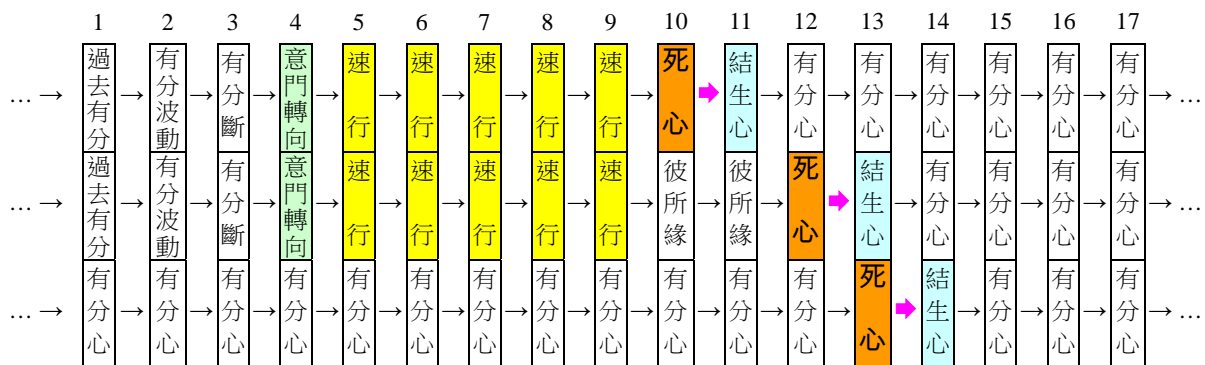 1 2 3 4 5 6 7 8 9 10 11 12 13 14 15 16 17
… → 過去有分 → 有分波動 → 有分斷 → 意門轉向 → 速行 → 速行 → 速行 → 速行 → 速行 → 死心 ➡ 結生心 → 有分心 → 有分心 → 有分心 → 有分心 → 有分心 → 有分心 → …
… → 過去有分 → 有分波動 → 有分斷 → 意門轉向 → 速行 → 速行 → 速行 → 速行 → 速行 → 彼所緣 → 彼所緣 → 死心 ➡ 結生心 → 有分心 → 有分心 → 有分心 → 有分心 → …
… → 有分心 → 有分心 → 有分心 → 有分心 → 有分心 → 有分心 → 有分心 → 有分心 → 有分心 → 有分心 → 有分心 → 有分心 → 死心 ➡ 結生心 → 有分心 → 有分心 → 有分心 → …